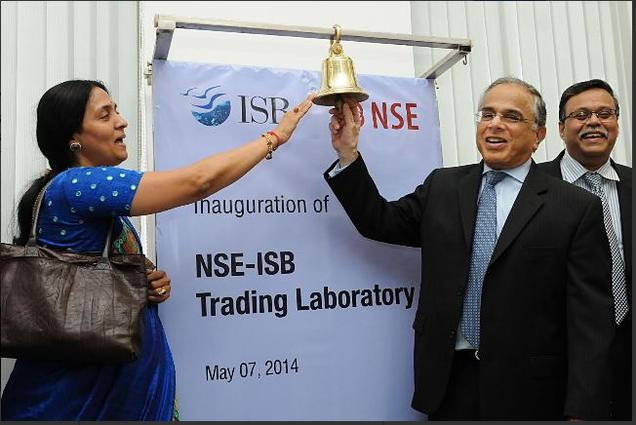 ISB NSE
Inauguration of
NSE-ISB
Trading Laboratory
May 07, 2014